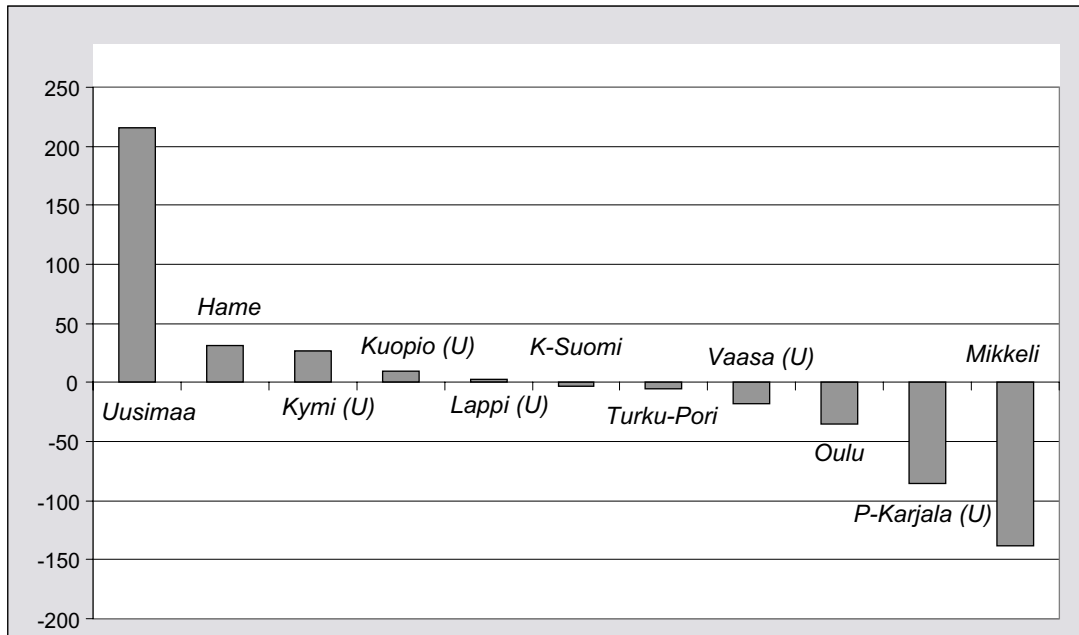 250
200
150
100
50
0
-50
-100
-150
-200
Uusimaa
Hame
Kymi (U)
Kuopio (U)
Lappi (U)
K-Suomi
Turku-Pori
Vaasa (U)
Oulu
P-Karjala (U)
Mikkeli